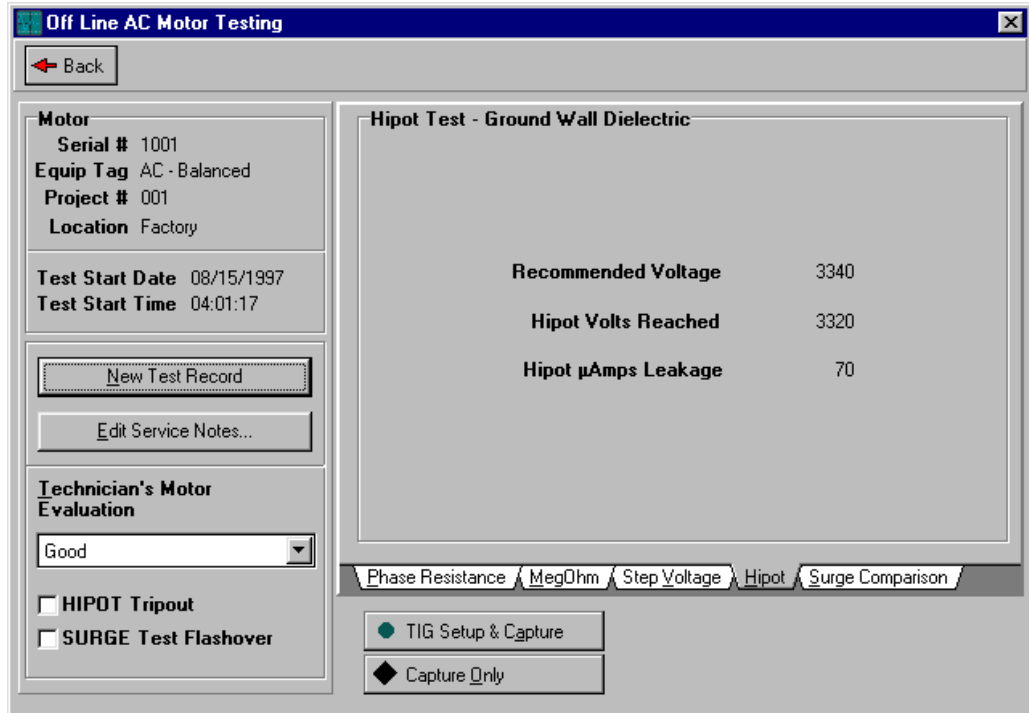 Off Line AC Motor Testing
Back
Motor
Serial # 1001
Equip Tag AC - Balanced
Project # 001
Location Factory
Test Start Date 08/15/1997
Test Start Time 04:01:17
New Test Record
Edit Service Notes...
Technician's Motor
Evaluation
Good
HIPOT Tripout
SURGE Test Flashover
Hipot Test - Ground Wall Dielectric
Recommended Voltage 3340
Hipot Volts Reached 3320
Hipot µAmps Leakage 70
Phase Resistance MegOhm Step Voltage Hipot Surge Comparison
TIG Setup & Capture
Capture Only